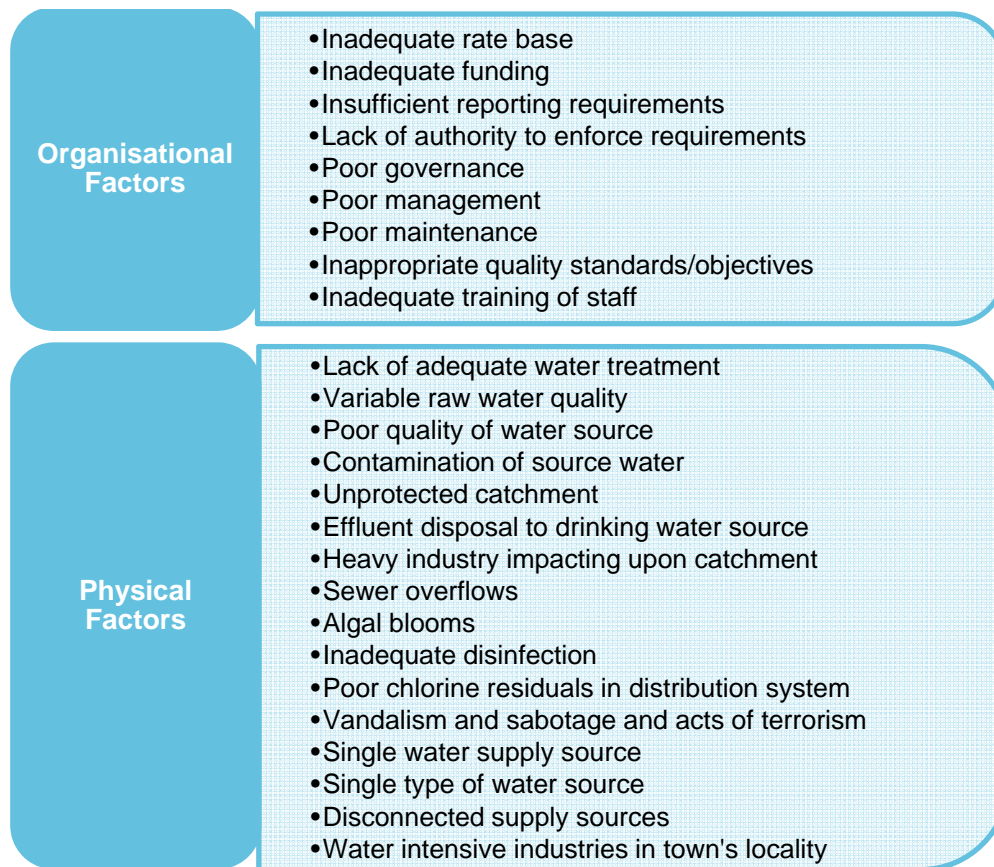 Organisational
Factors
•Inadequate rate base
•Inadequate funding
•Insufficient reporting requirements
•Lack of authority to enforce requirements
•Poor governance
•Poor management
•Poor maintenance
•Inappropriate quality standards/objectives
•Inadequate training of staff
Physical
Factors
•Lack of adequate water treatment
•Variable raw water quality
•Poor quality of water source
•Contamination of source water
•Unprotected catchment
•Effluent disposal to drinking water source
•Heavy industry impacting upon catchment
•Sewer overflows
•Algal blooms
•Inadequate disinfection
•Poor chlorine residuals in distribution system
•Vandalism and sabotage and acts of terrorism
•Single water supply source
•Single type of water source
•Disconnected supply sources
•Water intensive industries in town's locality